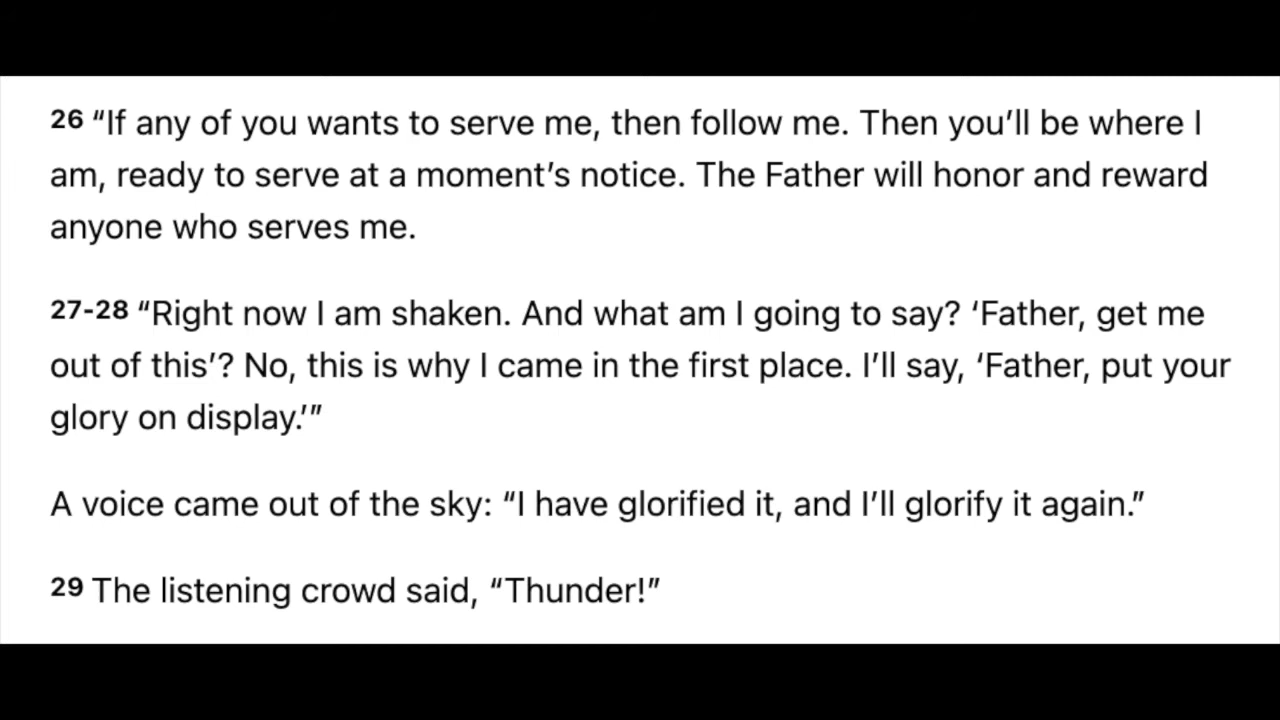 26 “If any of you wants to serve me, then follow me. Then you’ll be where I
am, ready to serve at a moment’s notice. The Father will honor and reward
anyone who serves me.
27-28 “Right now I am shaken. And what am I going to say? ‘Father, get me
out of this’? No, this is why I came in the first place. I’ll say, ‘Father, put your
glory on display.’”
A voice came out of the sky: “I have glorified it, and I’ll glorify it again.”
29 The listening crowd said, “Thunder!”